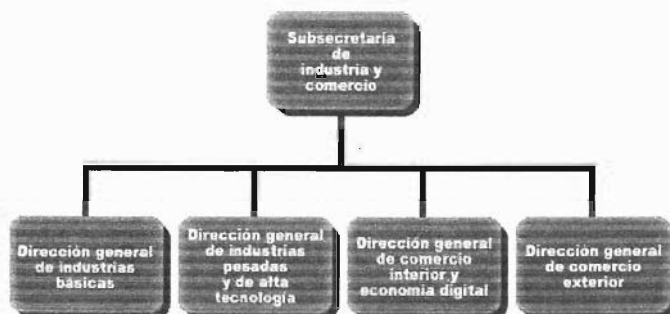 Subsecretaría
de
industria y
comercio
Dirección general
de industrias
básicas
Dirección general
de industrias
pesadas
y de alta
tecnología
Dirección general
de comercio
interior y
economía digital
Dirección general
de comercio
exterior